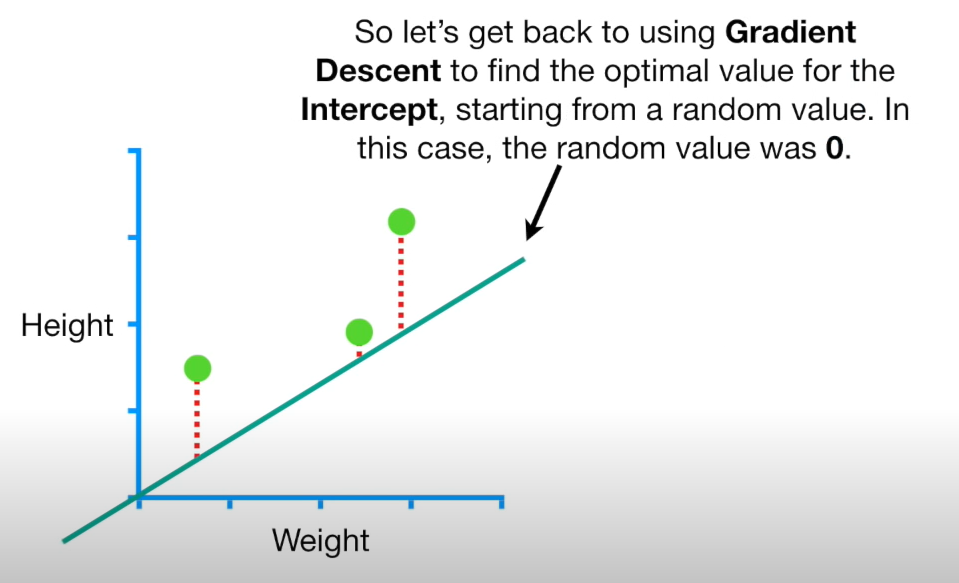 So let's get back to using Gradient
Descent to find the optimal value for the
Intercept, starting from a random value. In
this case, the random value was 0.
Height
Weight